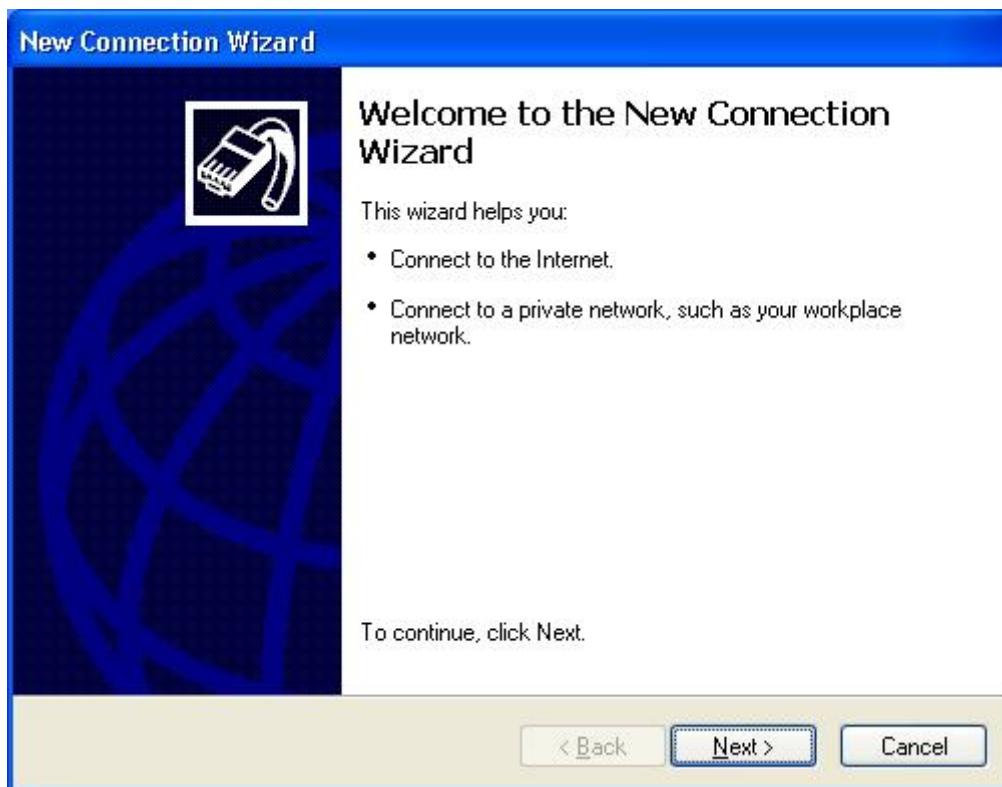 New Connection Wizard
Welcome to the New Connection
Wizard
This wizard helps you:
• Connect to the Internet.
• Connect to a private network, such as your workplace
network.
To continue, click Next.
< Back
Next >
Cancel